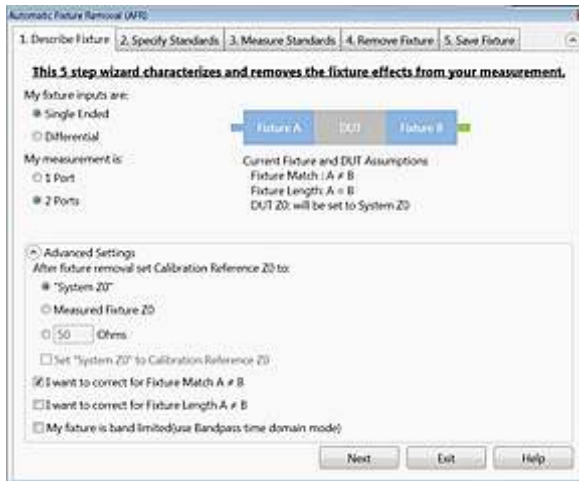 Automatic Fixture Removal (AFR)
1. Describe Fixture 2. Specify Standards 3. Measure Standards 4. Remove Fixture 5. Save Fixture
This 5 step wizard characterizes and removes the fixture effects from your measurement.
My fixture inputs are:
Single Ended
Differential
Fixture A DUT Fixture B
My measurement is:
1 Port
2 Ports
Current Fixture and DUT Assumptions
Fixture Match : A ≠ B
Fixture Length: A = B
DUT Z0: will be set to System Z0
Advanced Settings
After fixture removal set Calibration Reference Z0 to:
"System Z0"
Measured Fixture Z0
50 Ohms
Set "System Z0" to Calibration Reference Z0
I want to correct for Fixture Match A ≠ B
I want to correct for Fixture Length A ≠ B
My fixture is band limited(use Bandpass time domain mode)
Next Exit Help